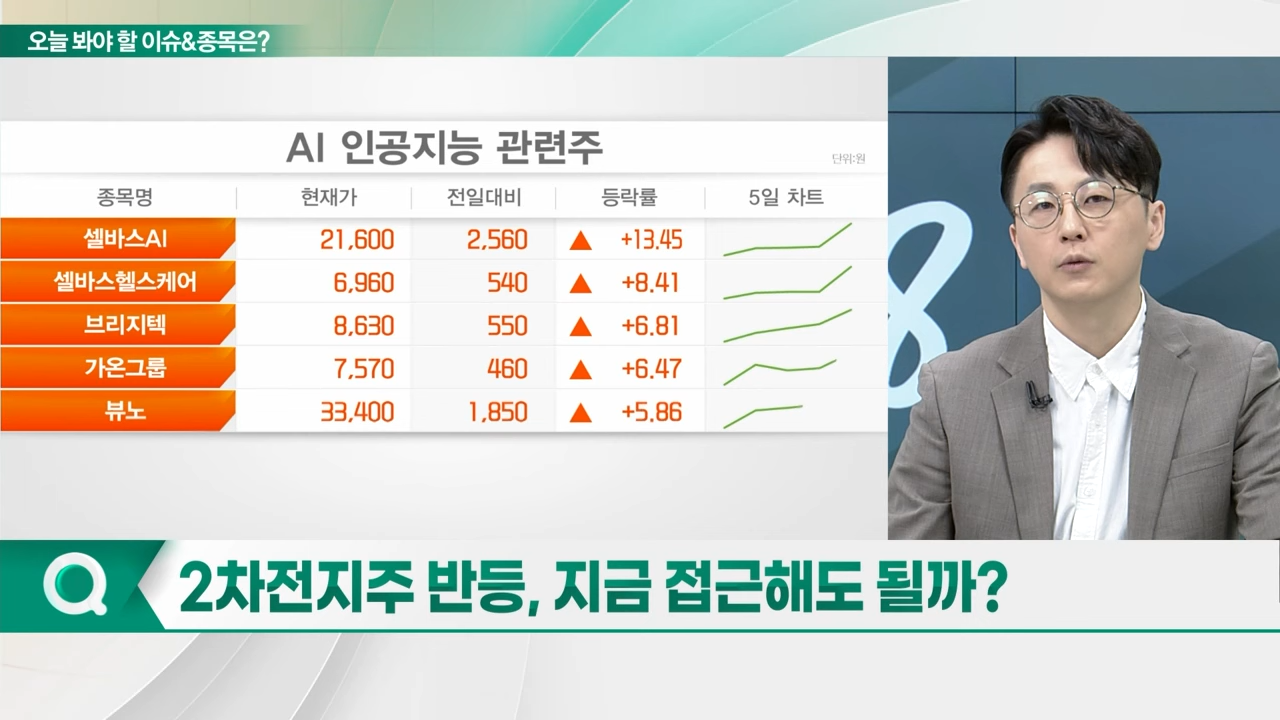 오늘 봐야 할 이슈&종목은?
AI 인공지능 관련주
단위:원
종목명 현재가 전일대비 등락률 5일 차트
셀바스AI 21,600 2,560 ▲ +13.45
셀바스헬스케어 6,960 540 ▲ +8.41
브리지텍 8,630 550 ▲ +6.81
가온그룹 7,570 460 ▲ +6.47
뷰노 33,400 1,850 ▲ +5.86
8
2차전지주 반등, 지금 접근해도 될까?